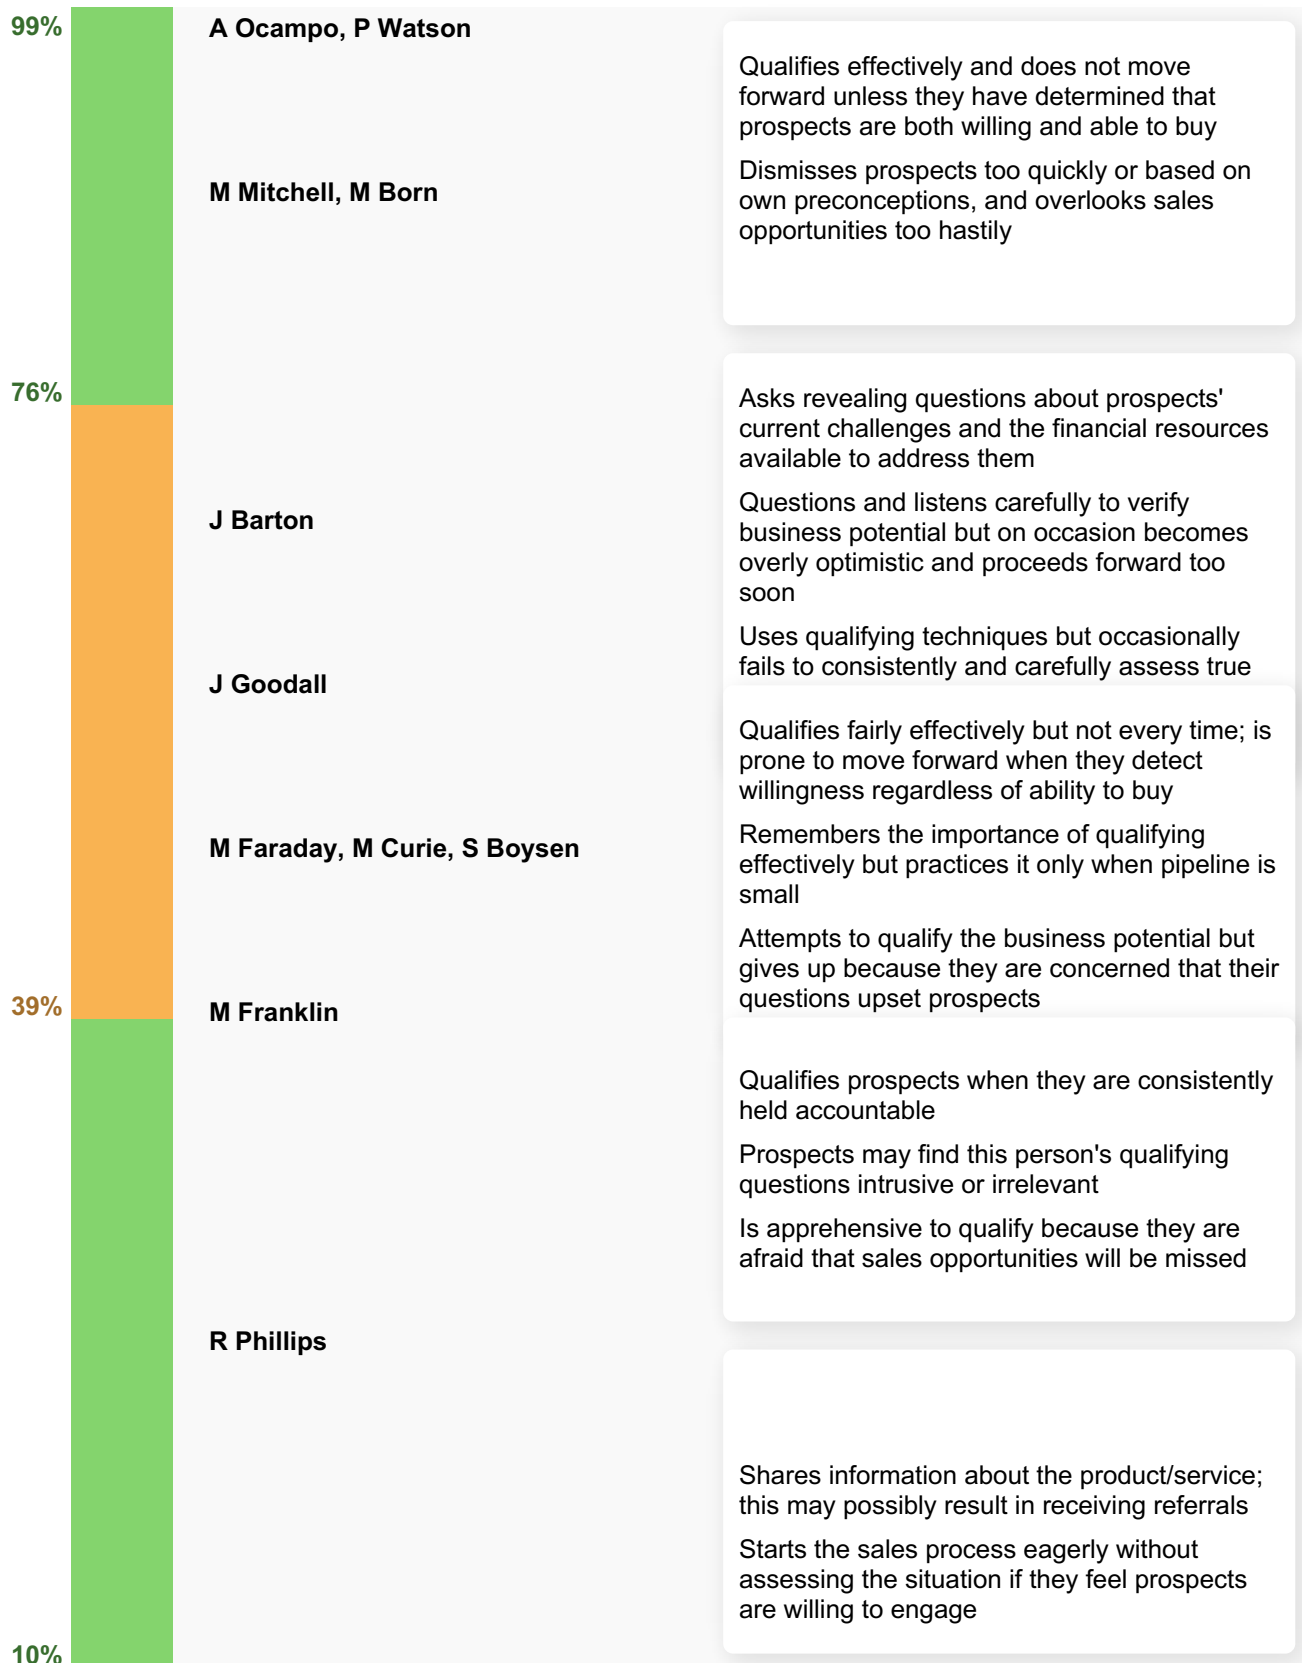 99%
A Ocampo, P Watson
Qualifies effectively and does not move
forward unless they have determined that
prospects are both willing and able to buy
Dismisses prospects too quickly or based on
own preconceptions, and overlooks sales
opportunities too hastily
M Mitchell, M Born
76%
Asks revealing questions about prospects'
current challenges and the financial resources
available to address them
Questions and listens carefully to verify
business potential but on occasion becomes
overly optimistic and proceeds forward too
soon
Uses qualifying techniques but occasionally
fails to consistently and carefully assess true
J Barton
J Goodall
Qualifies fairly effectively but not every time; is
prone to move forward when they detect
willingness regardless of ability to buy
Remembers the importance of qualifying
effectively but practices it only when pipeline is
small
Attempts to qualify the business potential but
gives up because they are concerned that their
questions upset prospects
M Faraday, M Curie, S Boysen
39%
M Franklin
Qualifies prospects when they are consistently
held accountable
Prospects may find this person's qualifying
questions intrusive or irrelevant
Is apprehensive to qualify because they are
afraid that sales opportunities will be missed
R Phillips
Shares information about the product/service;
this may possibly result in receiving referrals
Starts the sales process eagerly without
assessing the situation if they feel prospects
are willing to engage
10%